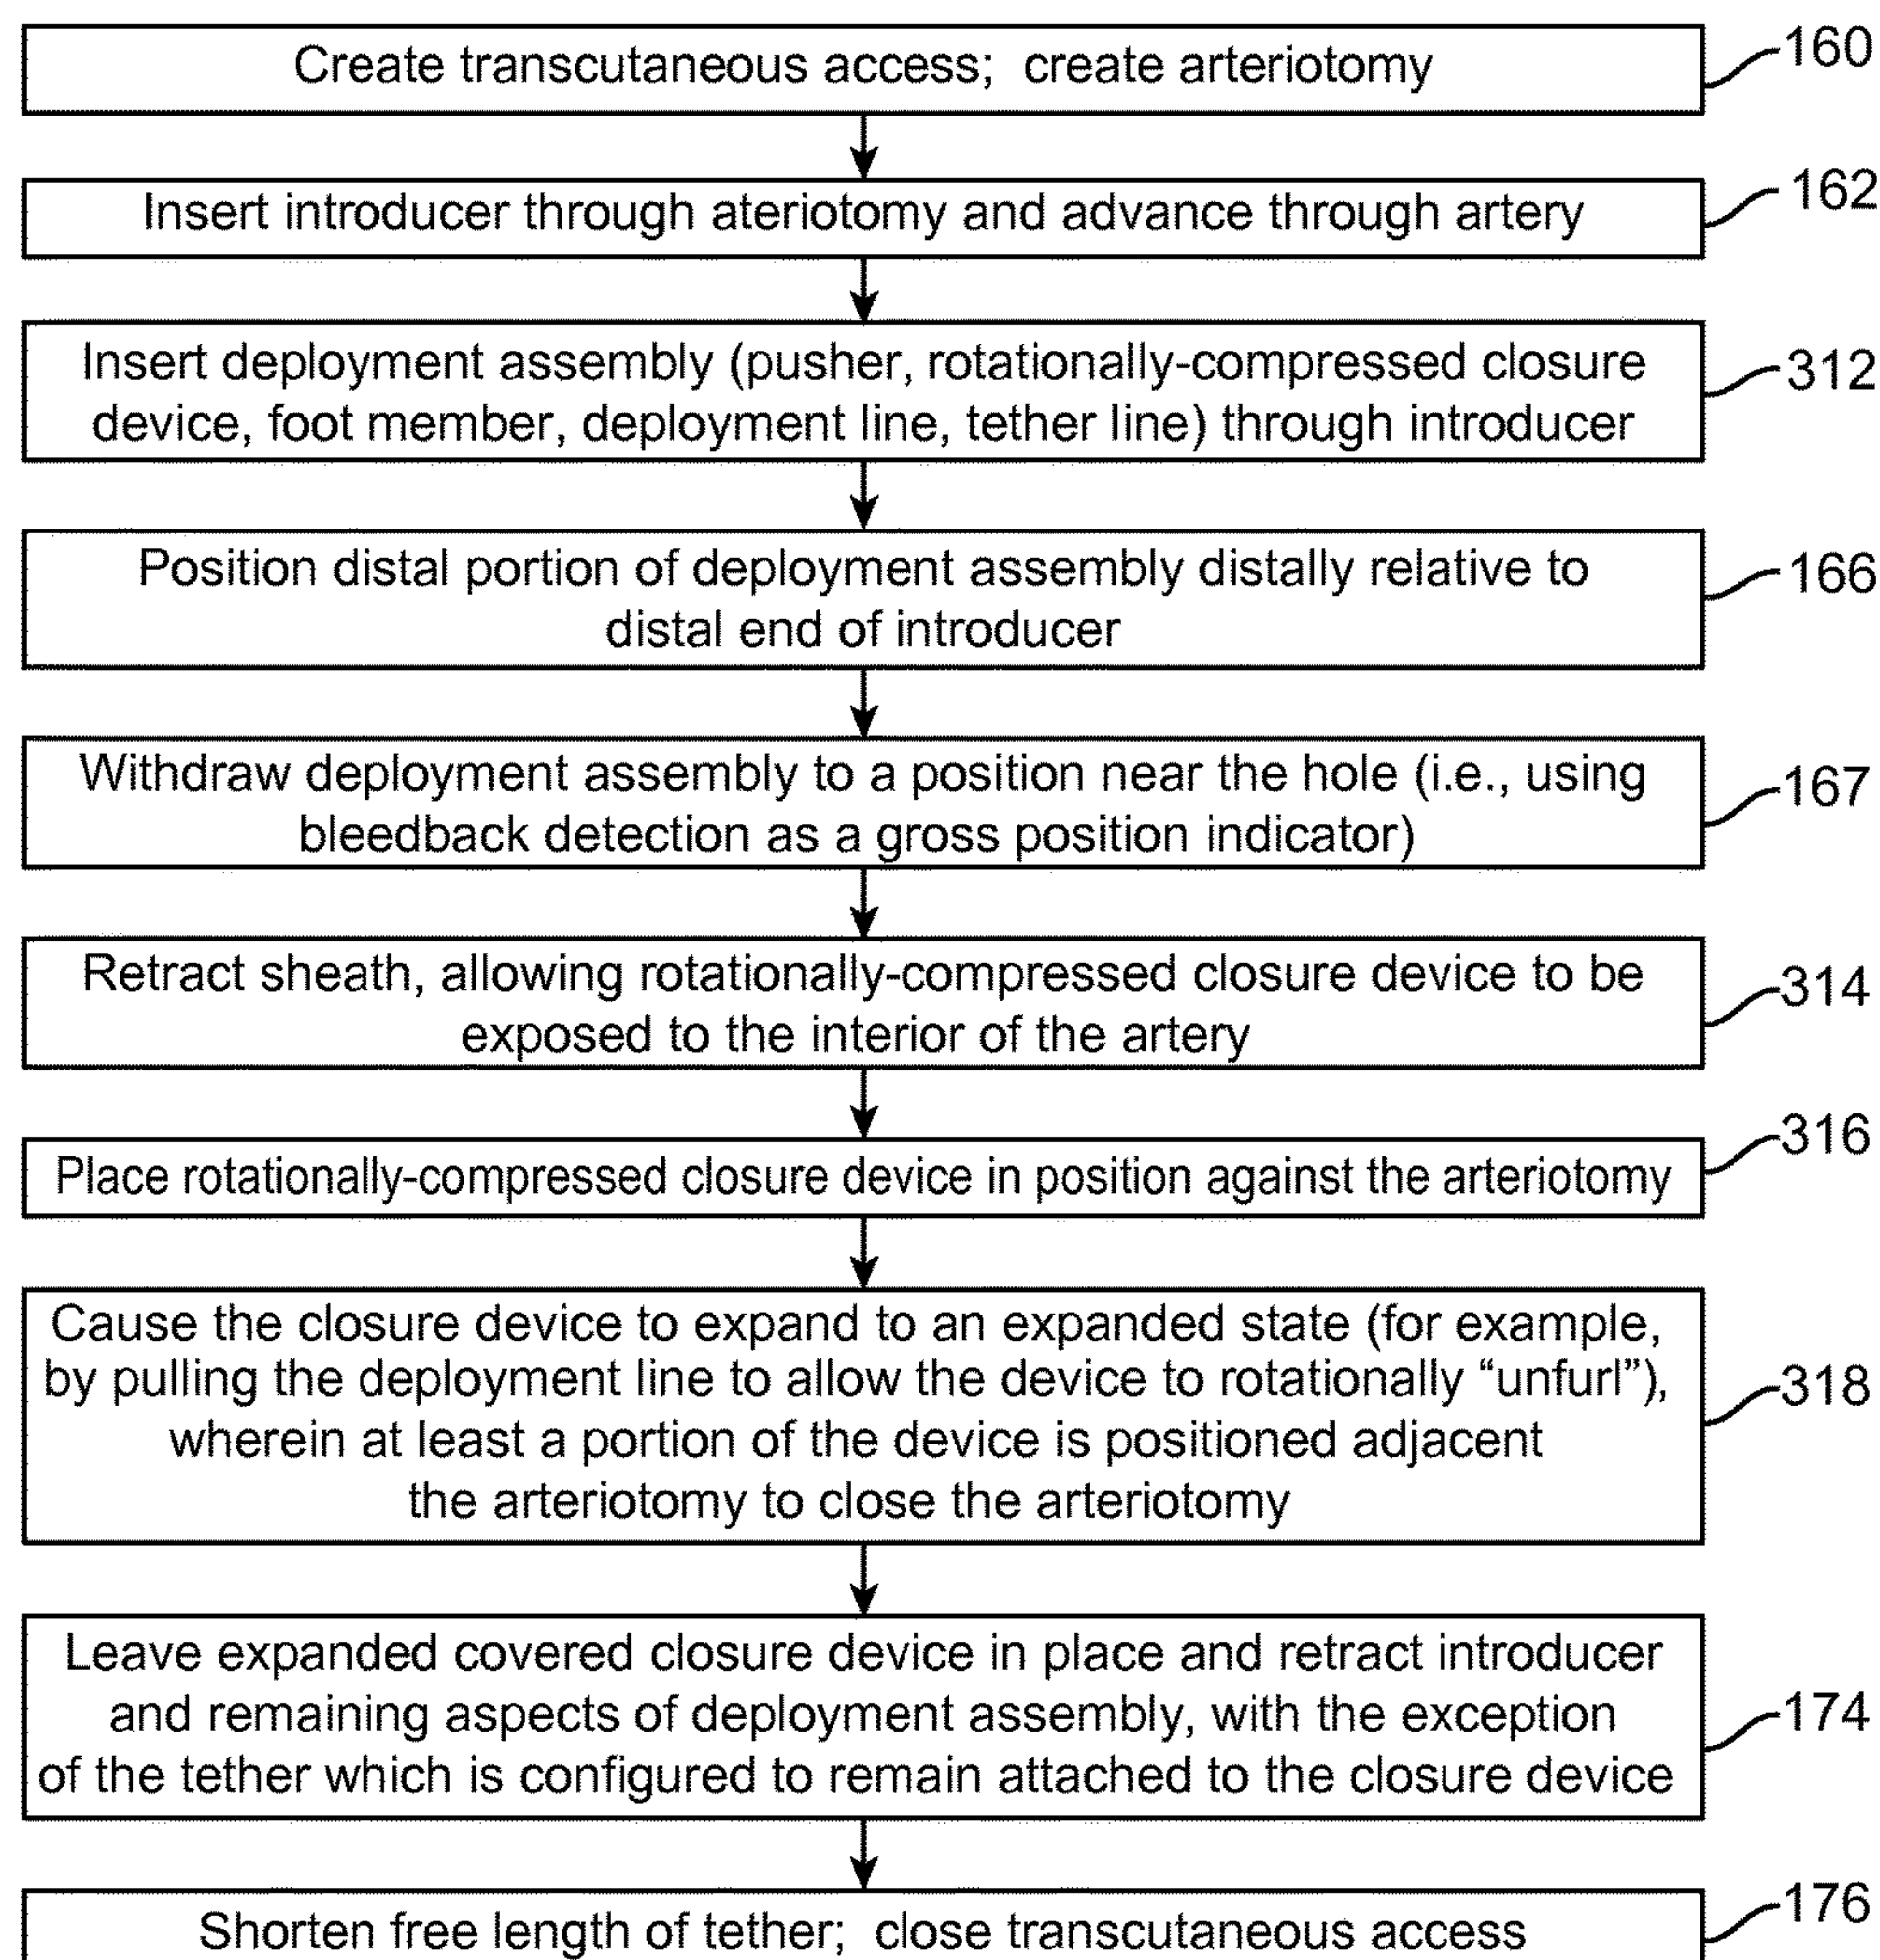 Create transcutaneous access; create arteriotomy
160
Insert introducer through ateriotomy and advance through artery
162
Insert deployment assembly (pusher, rotationally-compressed closure
device, foot member, deployment line, tether line) through introducer
312
Position distal portion of deployment assembly distally relative to
distal end of introducer
166
Withdraw deployment assembly to a position near the hole (i.e., using
bleedback detection as a gross position indicator)
167
Retract sheath, allowing rotationally-compressed closure device to be
exposed to the interior of the artery
314
Place rotationally-compressed closure device in position against the arteriotomy
316
Cause the closure device to expand to an expanded state (for example,
by pulling the deployment line to allow the device to rotationally “unfurl”),
wherein at least a portion of the device is positioned adjacent
the arteriotomy to close the arteriotomy
318
Leave expanded covered closure device in place and retract introducer
and remaining aspects of deployment assembly, with the exception
of the tether which is configured to remain attached to the closure device
174
Shorten free length of tether; close transcutaneous access
176